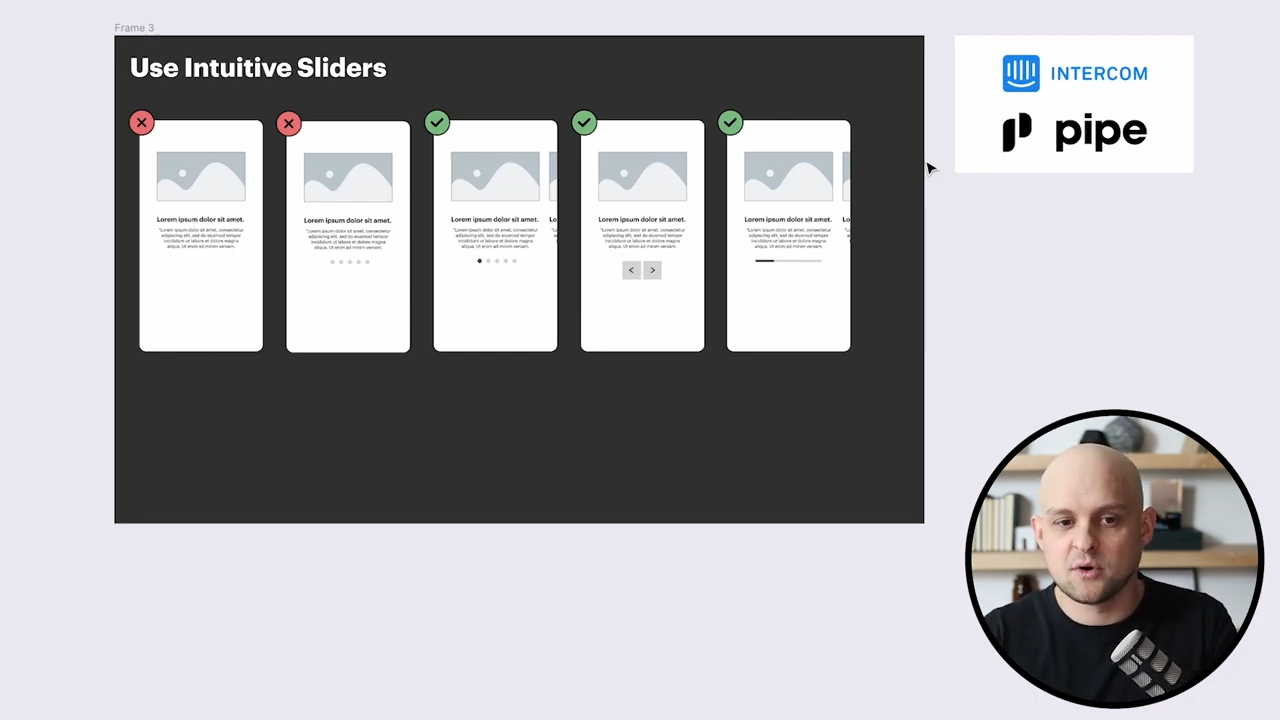 Frame 3
Use Intuitive Sliders
Lorem ipsum dolor sit amet.
"Lorem ipsum dolor sit amet, consectetur
adipiscing elit, sed do eiusmod tempor
incididunt ut labore et dolore magna
aliqua. Ut enim ad minim veniam.
Lorem ipsum dolor sit amet.
"Lorem ipsum dolor sit amet, consectetur
adipiscing elit, sed do eiusmod tempor
incididunt ut labore et dolore magna
aliqua. Ut enim ad minim veniam.
Lorem ipsum dolor sit amet.
"Lorem ipsum dolor sit amet, consectetur
adipiscing elit, sed do eiusmod tempor
incididunt ut labore et dolore magna
aliqua. Ut enim ad minim veniam.
Lo
Lorem ipsum dolor sit amet.
"Lorem ipsum dolor sit amet, consectetur
adipiscing elit, sed do eiusmod tempor
incididunt ut labore et dolore magna
aliqua. Ut enim ad minim veniam.
< >
Lorem ipsum dolor sit amet.
"Lorem ipsum dolor sit amet, consectetur
adipiscing elit, sed do eiusmod tempor
incididunt ut labore et dolore magna
aliqua. Ut enim ad minim veniam.
Lo
INTERCOM
pipe